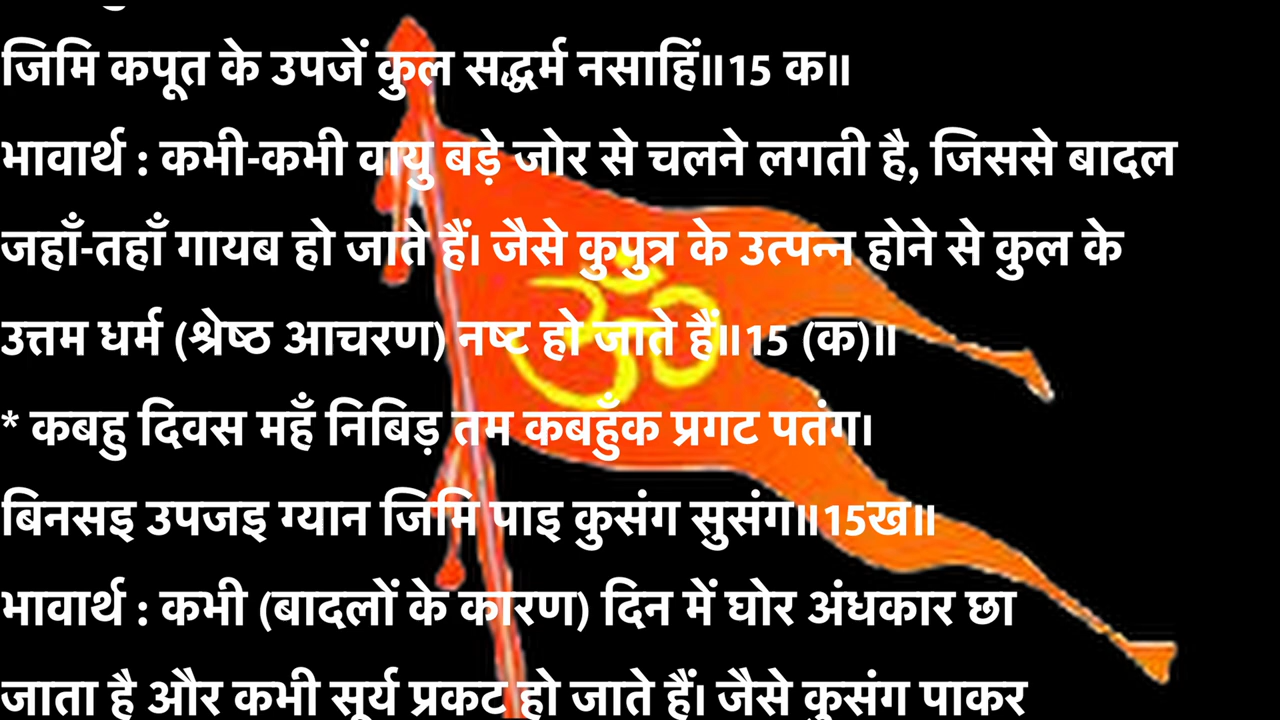 जिमि कपूत के उपजें कुल सद्धर्म नसाहिं॥15 क॥
भावार्थ : कभी-कभी वायु बड़े जोर से चलने लगती है, जिससे बादल
जहाँ-तहाँ गायब हो जाते हैं। जैसे कुपुत्र के उत्पन्न होने से कुल के
उत्तम धर्म (श्रेष्ठ आचरण) नष्ट हो जाते हैं॥15 (क)॥
* कबहु दिवस महँ निबिड़ तम कबहुँक प्रगट पतंग।
बिनसइ उपजइ ग्यान जिमि पाइ कुसंग सुसंग॥15ख॥
भावार्थ : कभी (बादलों के कारण) दिन में घोर अंधकार छा
जाता है और कभी सूर्य प्रकट हो जाते हैं। जैसे कुसंग पाकर
ॐ